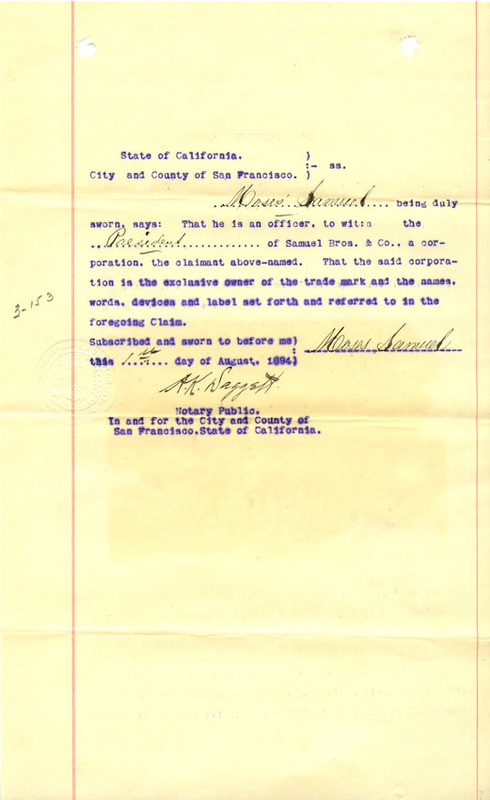 State of California. )
:- ss.
City and County of San Francisco. )
Moses Samuel being duly
sworn, says: That he is an officer, to wit:n the
President of Samuel Bros. & Co., a cor-
poration, the claimant above-named. That the said corpora-
tion is the exclusive owner of the trade mark and the names,
words, devices and label set forth and referred to in the
foregoing Claim.
3-153
Subscribed and sworn to before me) Moses Samuel
this 1st day of August, 1894)
A.K. Daggett
Notary Public.
In and for the City and County of
San Francisco.State of California.